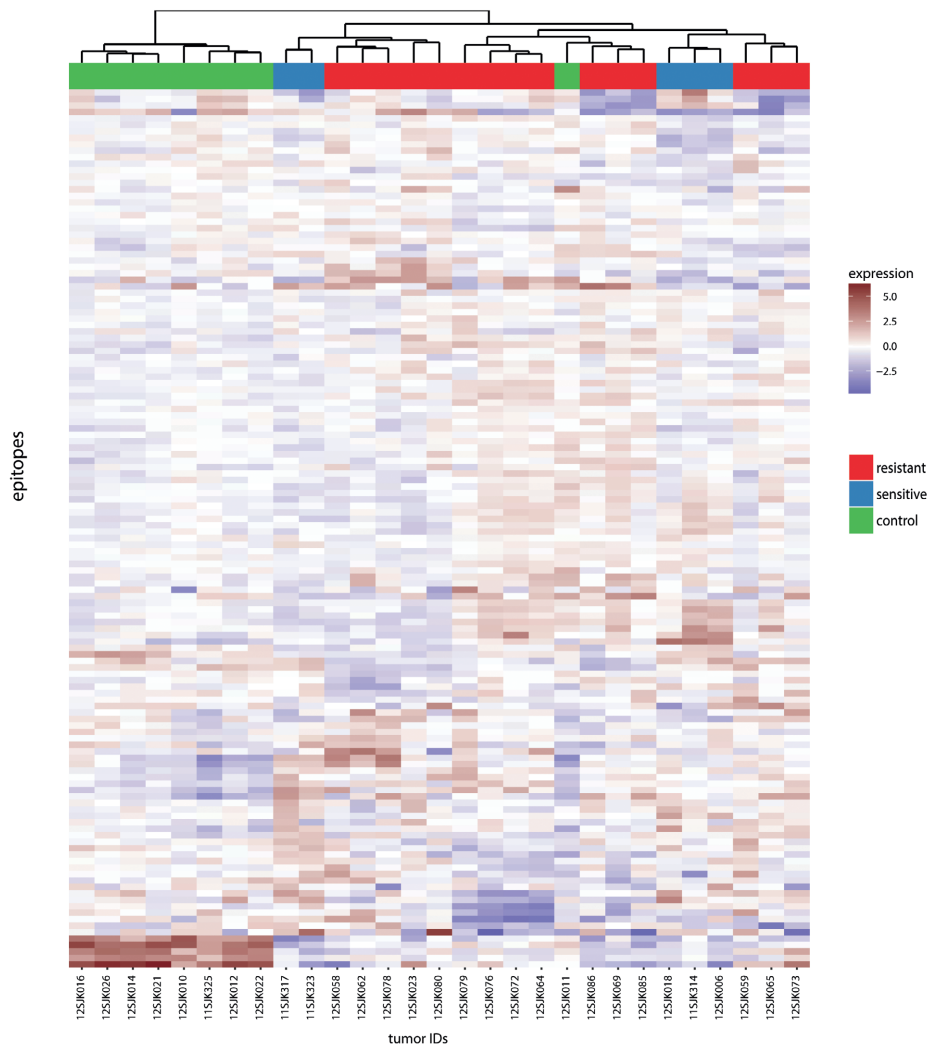 expression
5.0
2.5
0.0
−2.5
epitopes
resistant
sensitive
control
12SJK016
12SJK026
12SJK014
12SJK021
12SJK010
11SJK325
12SJK012
12SJK022
11SJK317
11SJK323
12SJK058
12SJK062
12SJK078
12SJK023
12SJK080
12SJK079
12SJK076
12SJK072
12SJK064
12SJK011
12SJK086
12SJK069
12SJK085
12SJK018
11SJK314
12SJK006
12SJK059
12SJK065
12SJK073
tumor IDs